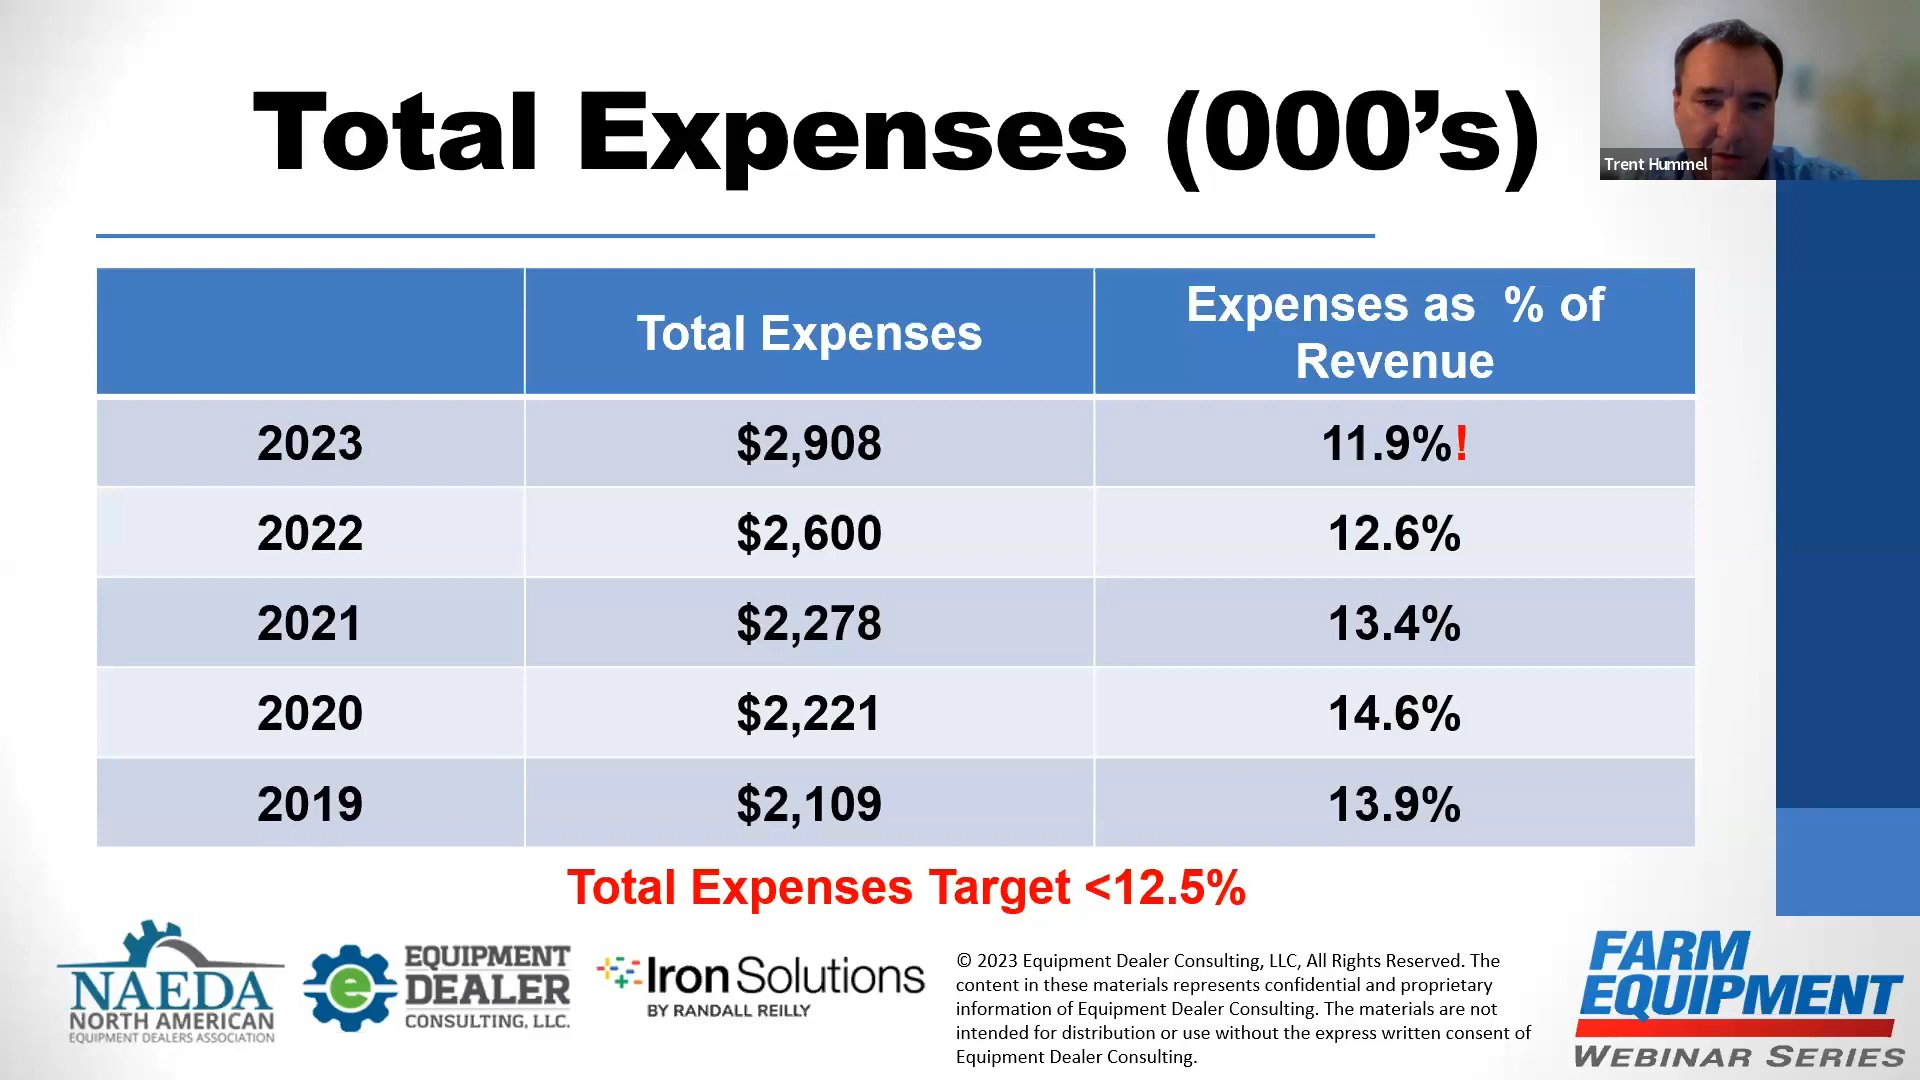 Total Expenses (000’s)
Trent Hummel
Total Expenses
Expenses as  % of
Revenue
2023 $2,908 11.9%!
2022 $2,600 12.6%
2021 $2,278 13.4%
2020 $2,221 14.6%
2019 $2,109 13.9%
Total Expenses Target <12.5%
NAEDA
NORTH AMERICAN
EQUIPMENT DEALERS ASSOCIATION
e
EQUIPMENT
DEALER
CONSULTING, LLC.
IronSolutions
BY RANDALL REILLY
© 2023 Equipment Dealer Consulting, LLC, All Rights Reserved. The
content in these materials represents confidential and proprietary
information of Equipment Dealer Consulting. The materials are not
intended for distribution or use without the express written consent of
Equipment Dealer Consulting.
FARM
EQUIPMENT
WEBINAR SERIES